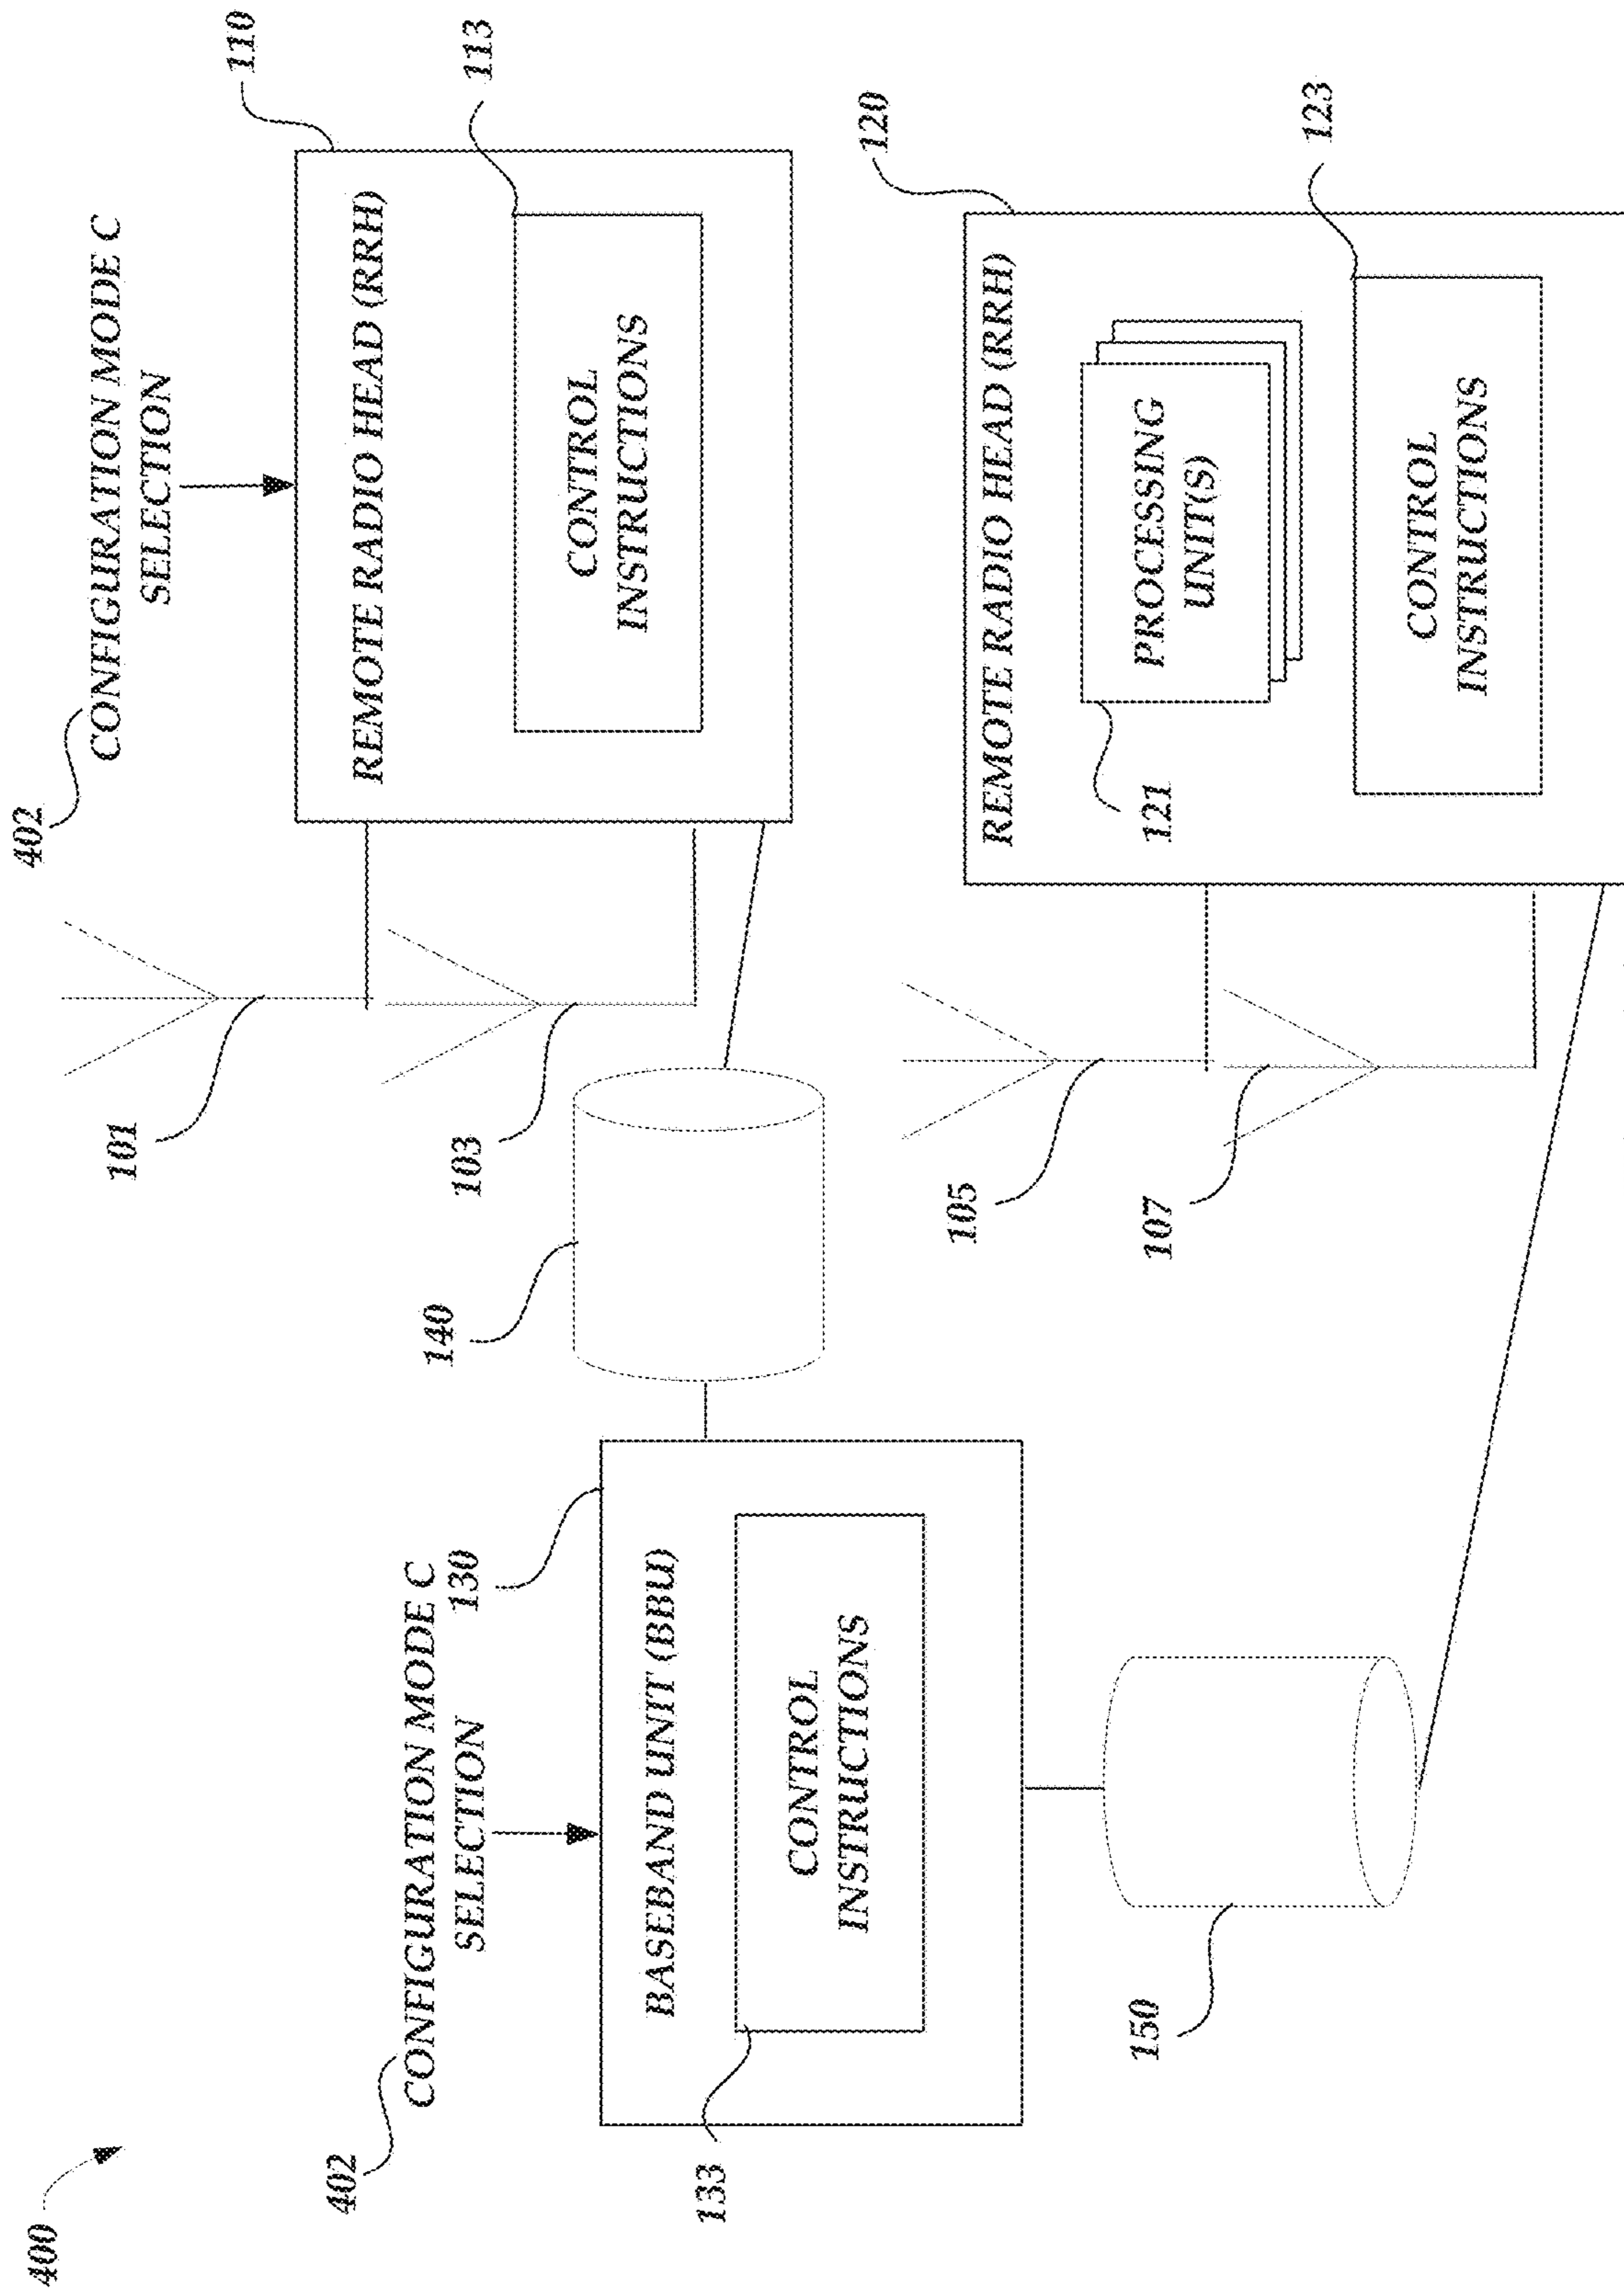 400
402
CONFIGURATION MODE C
SELECTION
130
BASEBAND UNIT (BBU)
CONTROL
INSTRUCTIONS
133
140
150
402
CONFIGURATION MODE C
SELECTION
110
REMOTE RADIO HEAD (RRH)
113
CONTROL
INSTRUCTIONS
101
103
120
REMOTE RADIO HEAD (RRH)
PROCESSING
UNIT(S)
121
123
CONTROL
INSTRUCTIONS
105
107